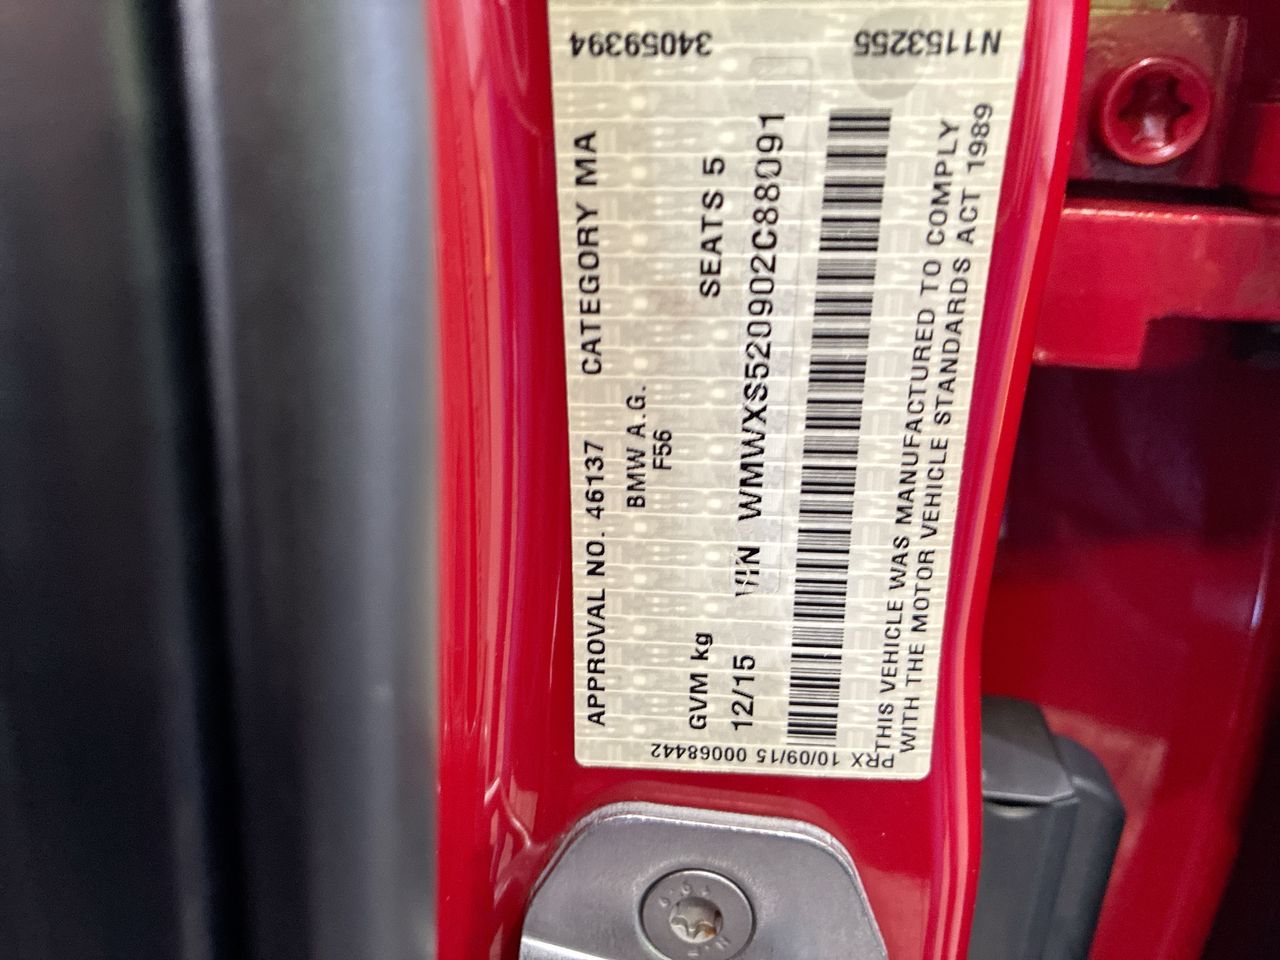 APPROVAL NO. 46137 CATEGORY MA
BMW A.G.
F56
GVM kg SEATS 5
12/15 VIN WMWXS520902C88091
THIS VEHICLE WAS MANUFACTURED TO COMPLY
WITH THE MOTOR VEHICLE STANDARDS ACT 1989
34059394
N1153255
PRX 10/09/15 00068442